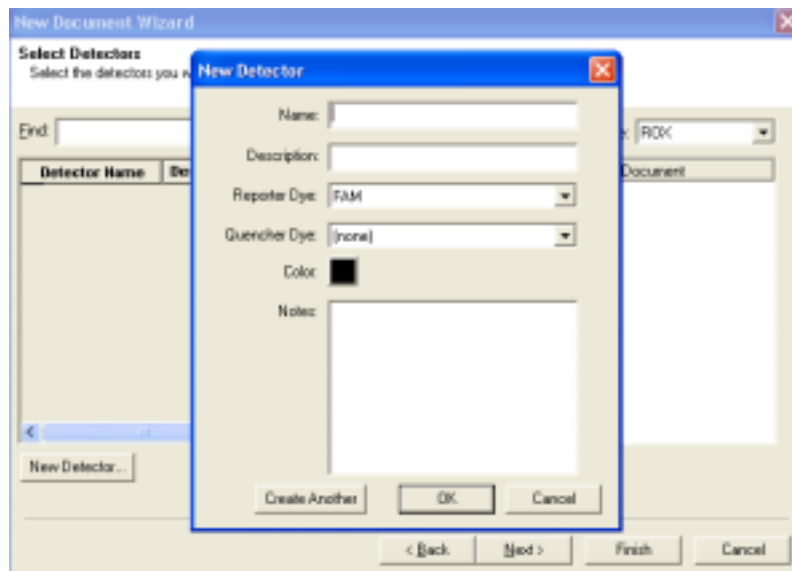 New Document Wizard
Select Detectors
Select the detectors you
New Detector
Find:
ROX
Detector Name
Document
Name:
Description:
Reporter Dye: FAM
Quencher Dye: (none)
Color:
Notes:
New Detector...
Create Another OK Cancel
< Back Next > Finish Cancel